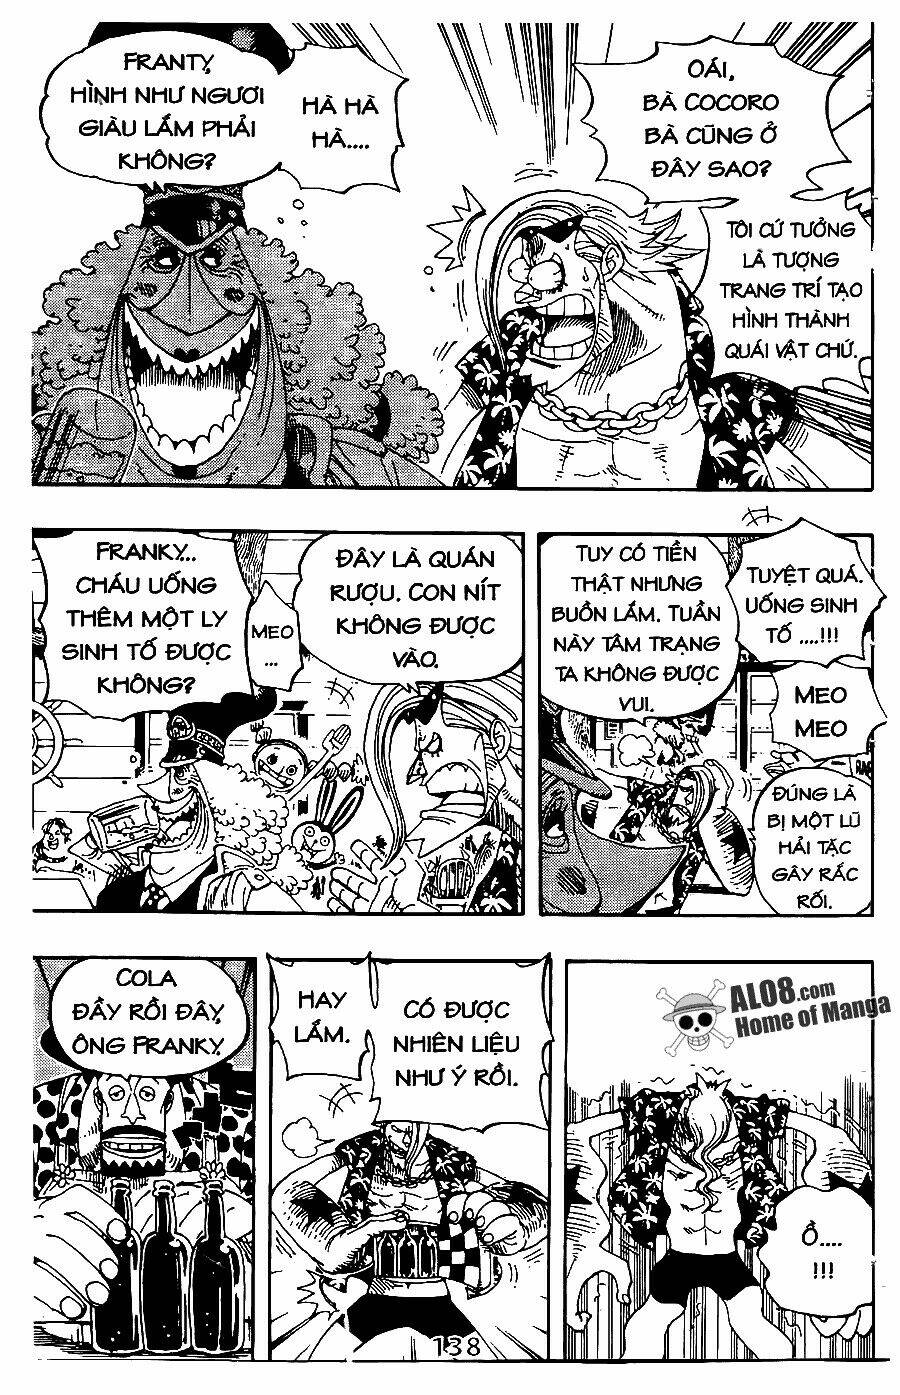 FRANTY,
HÌNH NHƯ NGƯƠI
GIÀU LẮM PHẢI
KHÔNG?
HÀ HÀ
HÀ....
OÁI,
BÀ COCORO
BÀ CŨNG Ở
ĐÂY SAO?
TÔI CỨ TƯỞNG
LÀ TƯỢNG
TRANG TRÍ TẠO
HÌNH THÀNH
QUÁI VẬT CHỨ.
FRANKY...
CHÁU UỐNG
THÊM MỘT LY
SINH TỐ ĐƯỢC
KHÔNG?
MEO
...
ĐÂY LÀ QUÁN
RƯỢU. CON NÍT
KHÔNG ĐƯỢC
VÀO.
TUY CÓ TIỀN
THẬT NHƯNG
BUỒN LẮM. TUẦN
NÀY TÂM TRẠNG
TA KHÔNG ĐƯỢC
VUI.
TUYỆT QUÁ.
UỐNG SINH
TỐ ....!!!
MEO
MEO
ĐÚNG LÀ
BỊ MỘT LŨ
HẢI TẶC
GÂY RẮC
RỐI.
COLA
ĐẦY RỒI ĐÂY,
ÔNG FRANKY.
HAY
LẮM.
CÓ ĐƯỢC
NHIÊN LIỆU
NHƯ Ý RỒI.
ALO8.com
Home of Manga
Ồ....
!!!
138